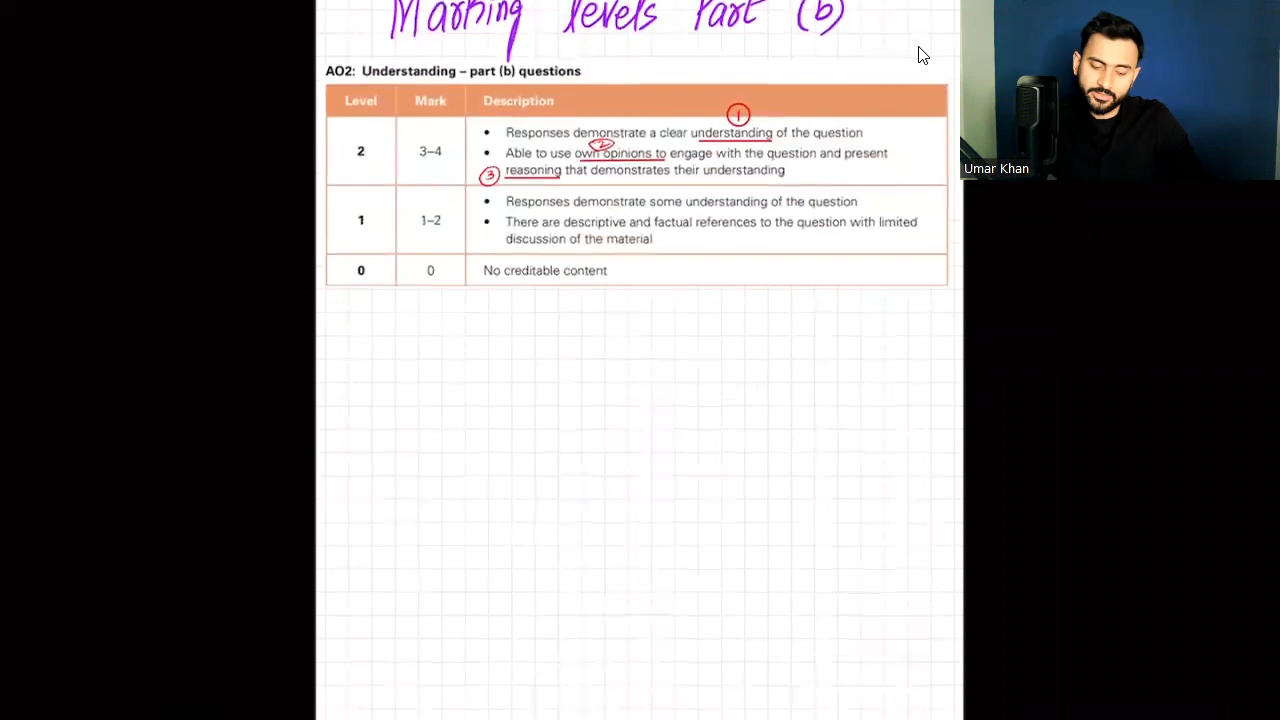 Marking levels Part (b)
AO2: Understanding – part (b) questions
Level Mark Description
1
2 3–4
• Responses demonstrate a clear understanding of the question
2
• Able to use own opinions to engage with the question and present
3 reasoning that demonstrates their understanding
1 1–2
• Responses demonstrate some understanding of the question
• There are descriptive and factual references to the question with limited
discussion of the material
0 0 No creditable content
Umar Khan